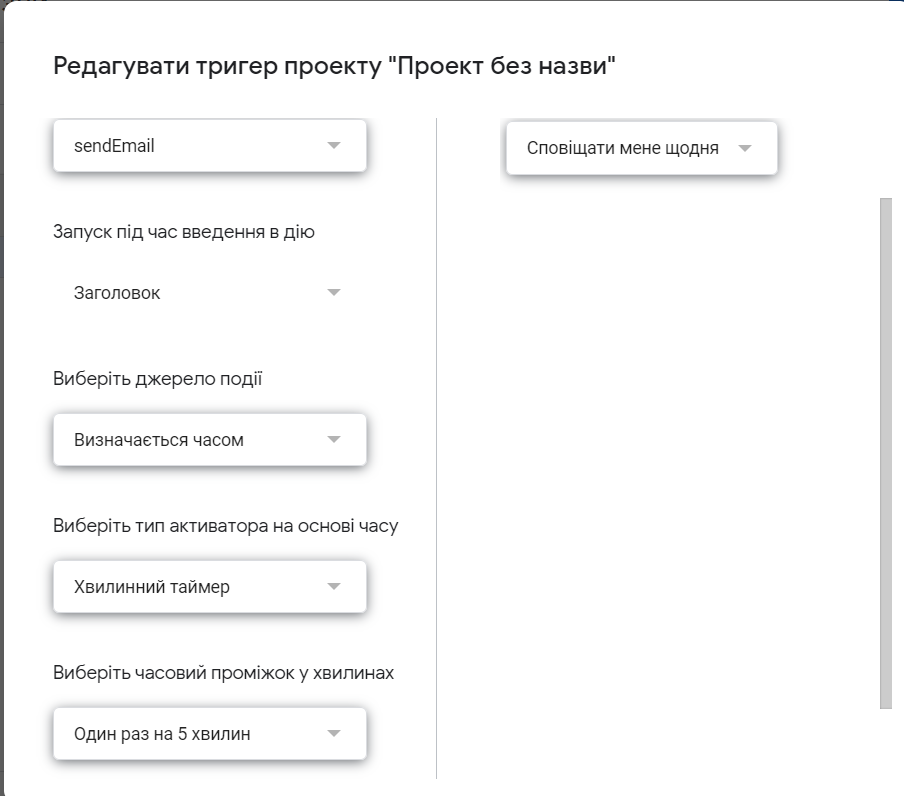 Редагувати тригер проекту "Проект без назви"
sendEmail
Сповіщати мене щодня
Запуск під час введення в дію
Заголовок
Виберіть джерело події
Визначається часом
Виберіть тип активатора на основі часу
Хвилинний таймер
Виберіть часовий проміжок у хвилинах
Один раз на 5 хвилин